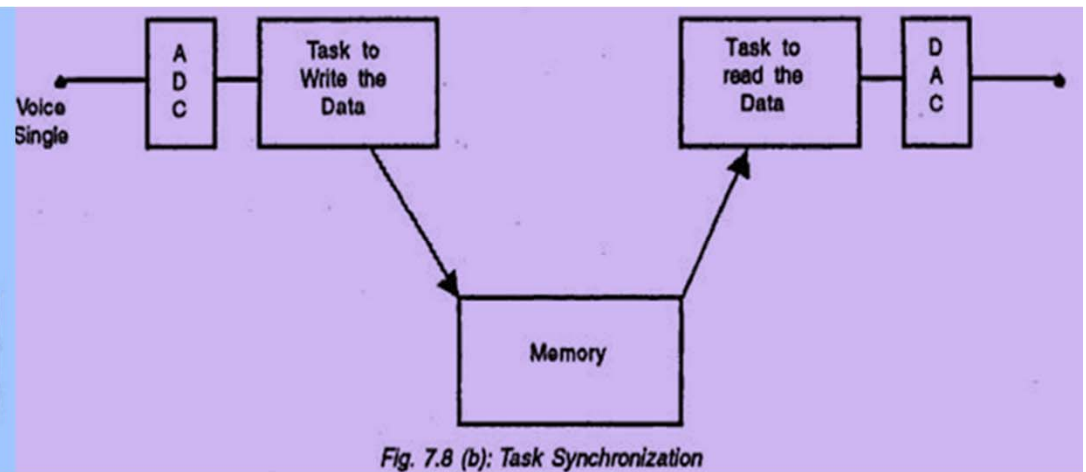 Voice
Single
A
D
C
Task to
Write the
Data
Memory
Task to
read the
Data
D
A
C
Fig. 7.8 (b): Task Synchronization